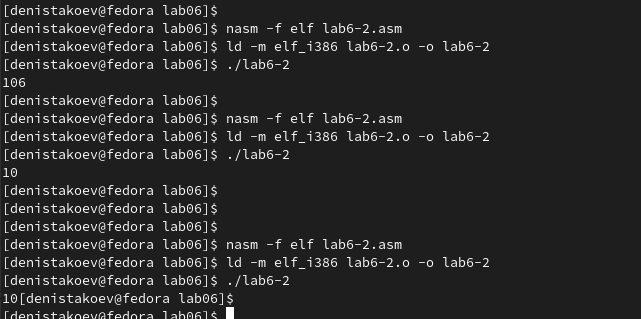 [denistakoev@fedora lab06]$
[denistakoev@fedora lab06]$ nasm -f elf lab6-2.asm
[denistakoev@fedora lab06]$ ld -m elf_i386 lab6-2.o -o lab6-2
[denistakoev@fedora lab06]$ ./lab6-2
106
[denistakoev@fedora lab06]$
[denistakoev@fedora lab06]$ nasm -f elf lab6-2.asm
[denistakoev@fedora lab06]$ ld -m elf_i386 lab6-2.o -o lab6-2
[denistakoev@fedora lab06]$ ./lab6-2
10
[denistakoev@fedora lab06]$
[denistakoev@fedora lab06]$
[denistakoev@fedora lab06]$
[denistakoev@fedora lab06]$ nasm -f elf lab6-2.asm
[denistakoev@fedora lab06]$ ld -m elf_i386 lab6-2.o -o lab6-2
[denistakoev@fedora lab06]$ ./lab6-2
10[denistakoev@fedora lab06]$
[denistakoev@fedora lab06]$